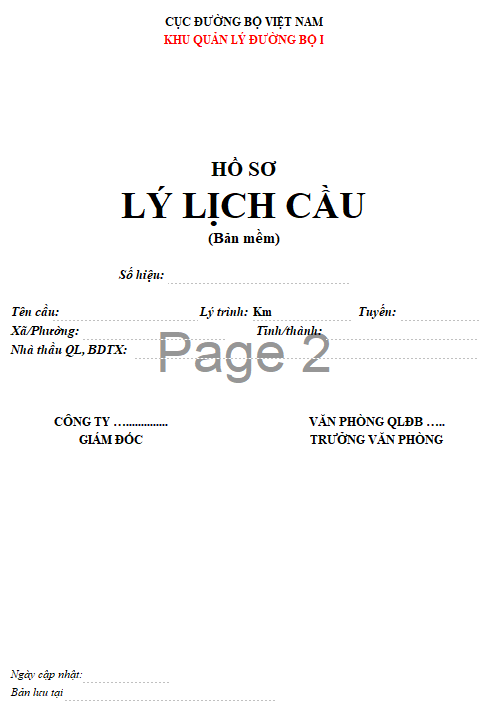 CỤC ĐƯỜNG BỘ VIỆT NAM
KHU QUẢN LÝ ĐƯỜNG BỘ I
HỒ SƠ
LÝ LỊCH CẦU
(Bản mềm)
Số hiệu:
Tên cầu: Lý trình: Km Tuyến:
Xã/Phường: Tỉnh/thành:
Nhà thầu QL, BDTX:
Page 2
CÔNG TY …............... VĂN PHÒNG QLĐB …..
GIÁM ĐỐC TRƯỞNG VĂN PHÒNG
Ngày cập nhật:
Bản lưu tại